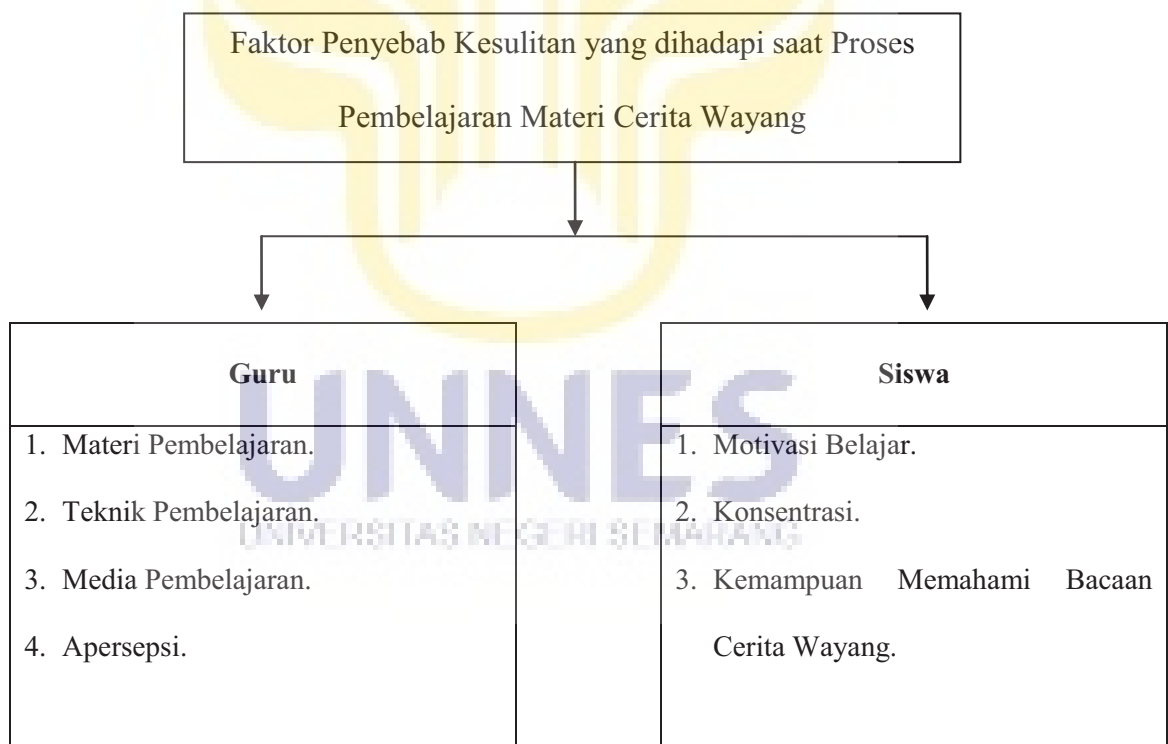 Faktor Penyebab Kesulitan yang dihadapi saat Proses
Pembelajaran Materi Cerita Wayang
Guru
1. Materi Pembelajaran.
2. Teknik Pembelajaran.
3. Media Pembelajaran.
4. Apersepsi.
Siswa
1. Motivasi Belajar.
2. Konsentrasi.
3. Kemampuan Memahami Bacaan
Cerita Wayang.
UNNES
UNIVERSITAS NEGERI SEMARANG